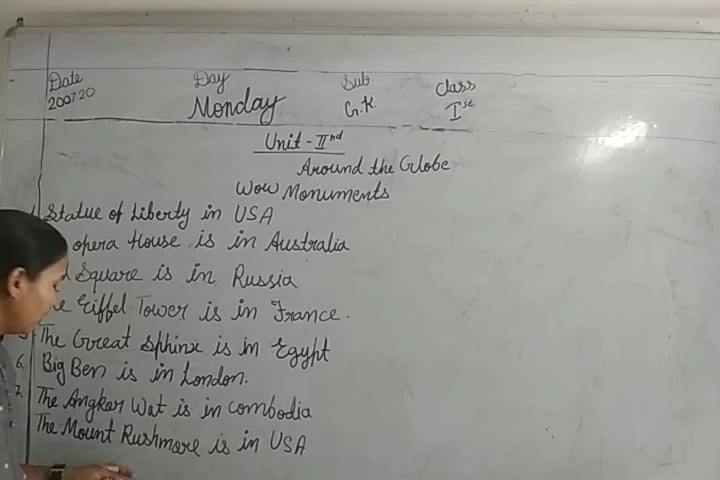 Date Day Sub Class
200720 Monday G.K. Ist
Unit - IInd
Around the Globe
Wow Monuments
Statue of Liberty in USA
opera House is in Australia
Square is in Russia
Eiffel Tower is in France.
The Great Sphinx is in Egypt
6. Big Ben is in London.
7. The Angkor Wat is in combodia
The Mount Rushmore is in USA